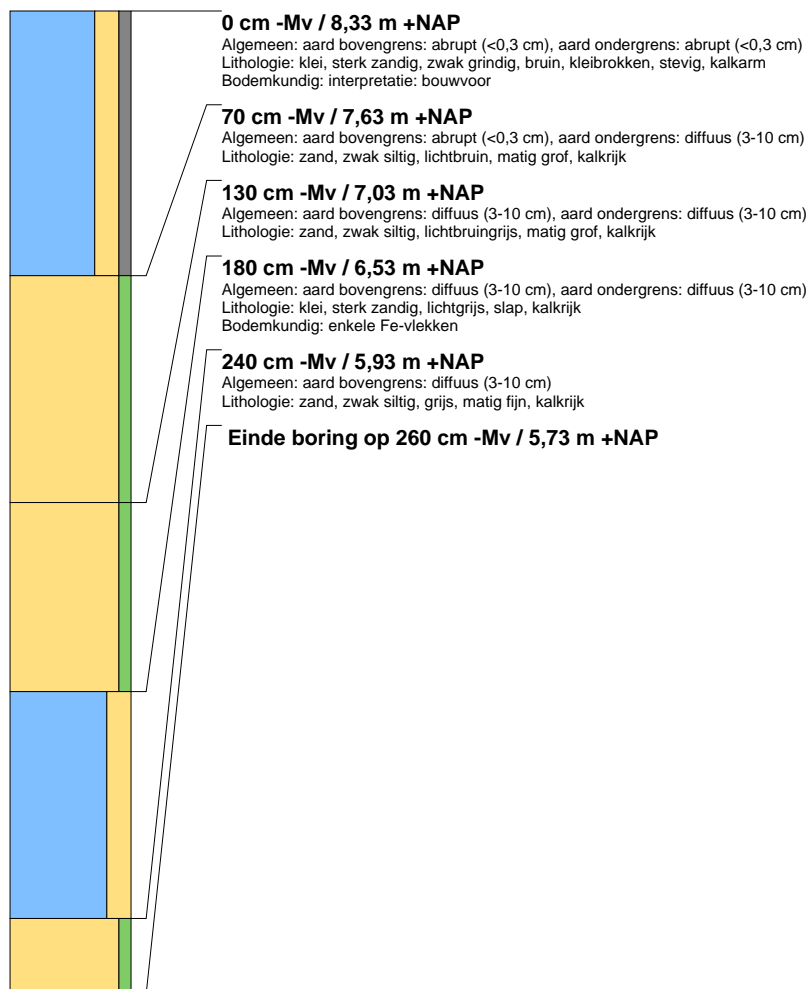 0 cm -Mv / 8,33 m +NAP
Algemeen: aard bovengrens: abrupt (<0,3 cm), aard ondergrens: abrupt (<0,3 cm)
Lithologie: klei, sterk zandig, zwak grindig, bruin, kleibrokken, stevig, kalkarm
Bodemkundig: interpretatie: bouwvoor
70 cm -Mv / 7,63 m +NAP
Algemeen: aard bovengrens: abrupt (<0,3 cm), aard ondergrens: diffuus (3-10 cm)
Lithologie: zand, zwak siltig, lichtbruin, matig grof, kalkrijk
130 cm -Mv / 7,03 m +NAP
Algemeen: aard bovengrens: diffuus (3-10 cm), aard ondergrens: diffuus (3-10 cm)
Lithologie: zand, zwak siltig, lichtbruingrijs, matig grof, kalkrijk
180 cm -Mv / 6,53 m +NAP
Algemeen: aard bovengrens: diffuus (3-10 cm), aard ondergrens: diffuus (3-10 cm)
Lithologie: klei, sterk zandig, lichtgrijs, slap, kalkrijk
Bodemkundig: enkele Fe-vlekken
240 cm -Mv / 5,93 m +NAP
Algemeen: aard bovengrens: diffuus (3-10 cm)
Lithologie: zand, zwak siltig, grijs, matig fijn, kalkrijk
Einde boring op 260 cm -Mv / 5,73 m +NAP